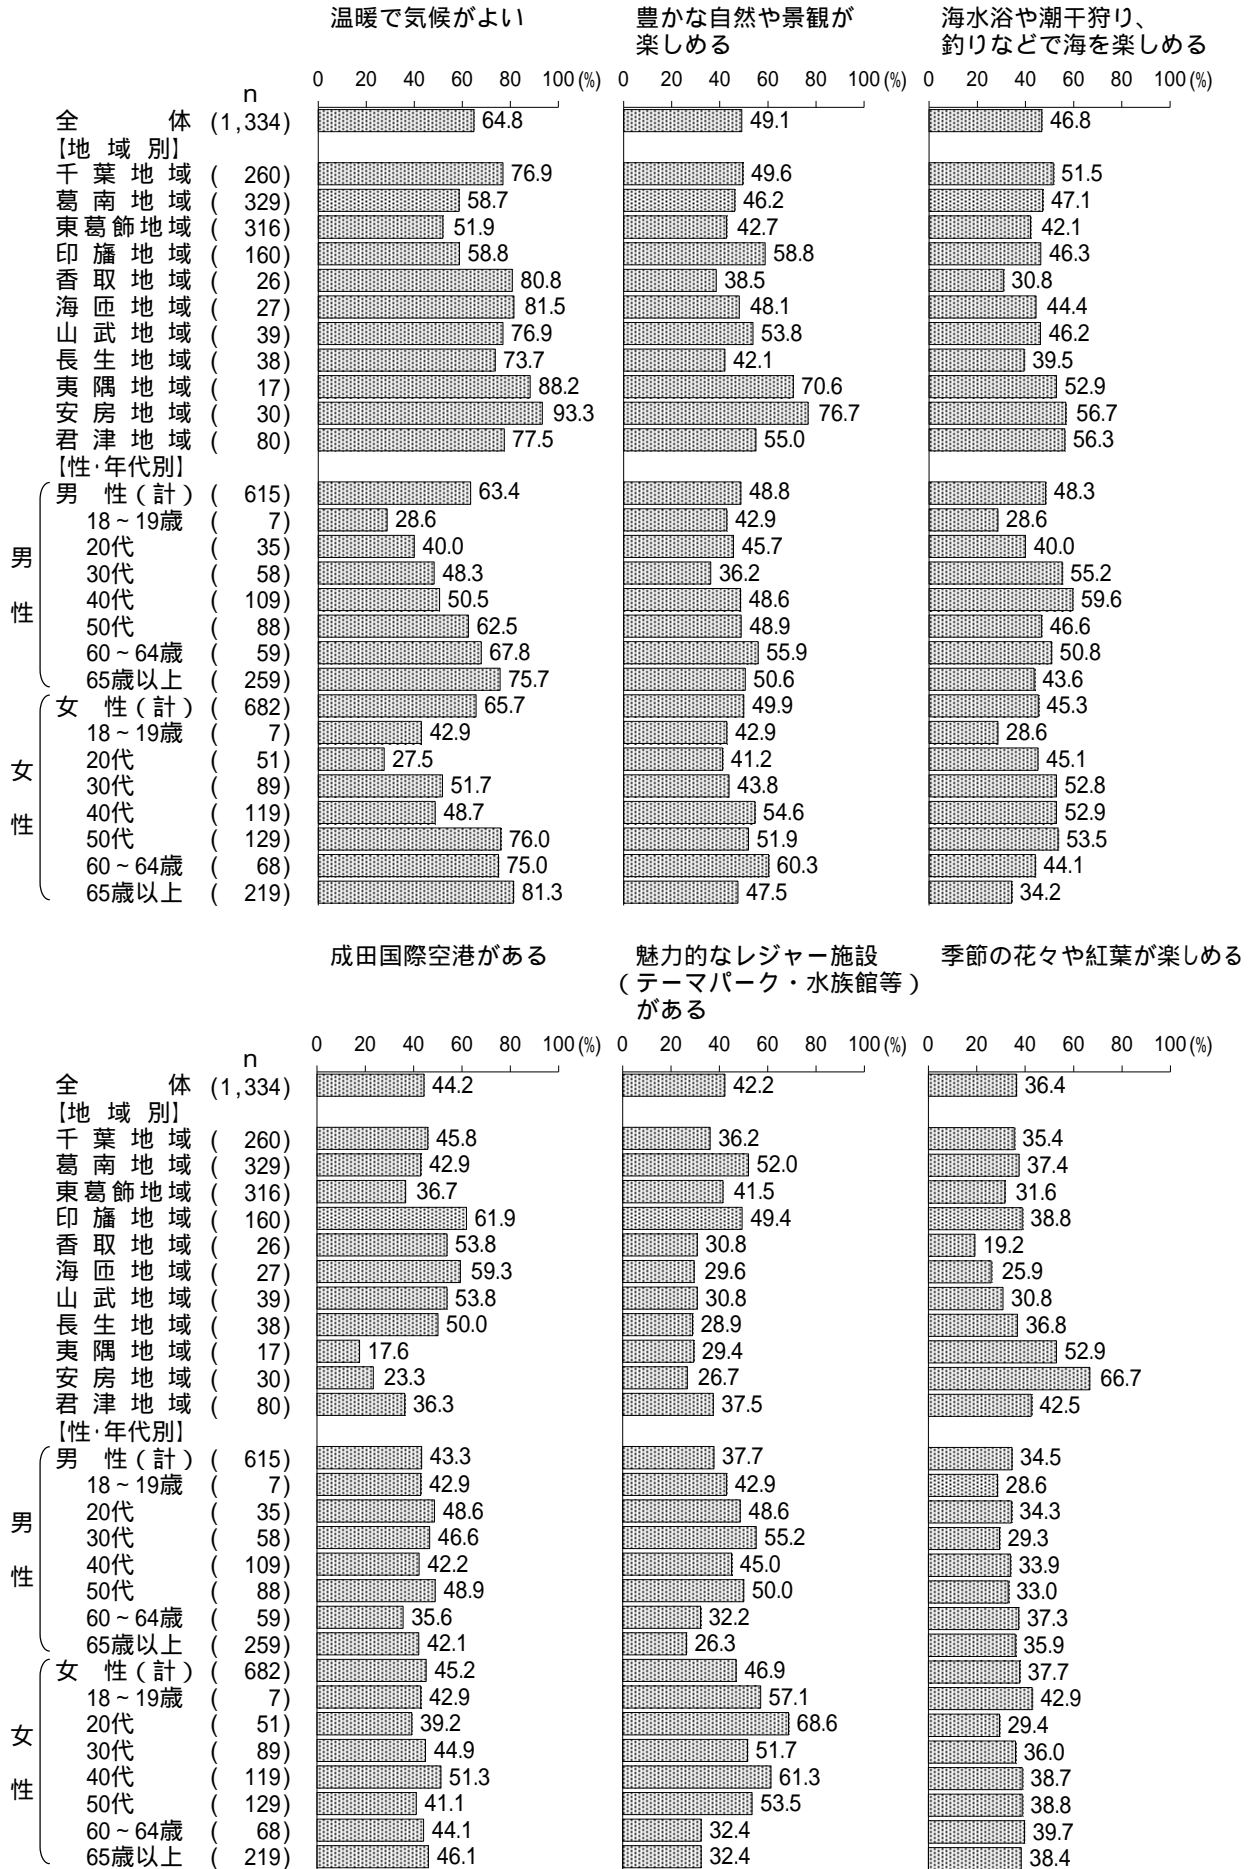 温暖で気候がよい 豊かな自然や景観が 海水浴や潮干狩り、
楽しめる 釣りなどで海を楽しめる
0 20 40 60 80 100(%) 0 20 40 60 80 100(%) 0 20 40 60 80 100(%)
n
全体 (1,334) 64.8 49.1 46.8
【地域別】
千葉地域 ( 260) 76.9 49.6 51.5
葛南地域 ( 329) 58.7 46.2 47.1
東葛飾地域 ( 316) 51.9 42.7 42.1
印旛地域 ( 160) 58.8 58.8 46.3
香取地域 ( 26) 80.8 38.5 30.8
海匝地域 ( 27) 81.5 48.1 44.4
山武地域 ( 39) 76.9 53.8 46.2
長生地域 ( 38) 73.7 42.1 39.5
夷隅地域 ( 17) 88.2 70.6 52.9
安房地域 ( 30) 93.3 76.7 56.7
君津地域 ( 80) 77.5 55.0 56.3
【性・年代別】
男性(計) ( 615) 63.4 48.8 48.3
18~19歳 ( 7) 28.6 42.9 28.6
20代 ( 35) 40.0 45.7 40.0
男性
30代 ( 58) 48.3 36.2 55.2
40代 ( 109) 50.5 48.6 59.6
50代 ( 88) 62.5 48.9 46.6
60~64歳 ( 59) 67.8 55.9 50.8
65歳以上 ( 259) 75.7 50.6 43.6
女性(計) ( 682) 65.7 49.9 45.3
18~19歳 ( 7) 42.9 42.9 28.6
20代 ( 51) 27.5 41.2 45.1
女性
30代 ( 89) 51.7 43.8 52.8
40代 ( 119) 48.7 54.6 52.9
50代 ( 129) 76.0 51.9 53.5
60~64歳 ( 68) 75.0 60.3 44.1
65歳以上 ( 219) 81.3 47.5 34.2
成田国際空港がある 魅力的なレジャー施設 季節の花々や紅葉が楽しめる
(テーマパーク・水族館等)
がある
0 20 40 60 80 100(%) 0 20 40 60 80 100(%) 0 20 40 60 80 100(%)
n
全体 (1,334) 44.2 42.2 36.4
【地域別】
千葉地域 ( 260) 45.8 36.2 35.4
葛南地域 ( 329) 42.9 52.0 37.4
東葛飾地域 ( 316) 36.7 41.5 31.6
印旛地域 ( 160) 61.9 49.4 38.8
香取地域 ( 26) 53.8 30.8 19.2
海匝地域 ( 27) 59.3 29.6 25.9
山武地域 ( 39) 53.8 30.8 30.8
長生地域 ( 38) 50.0 28.9 36.8
夷隅地域 ( 17) 17.6 29.4 52.9
安房地域 ( 30) 23.3 26.7 66.7
君津地域 ( 80) 36.3 37.5 42.5
【性・年代別】
男性(計) ( 615) 43.3 37.7 34.5
18~19歳 ( 7) 42.9 42.9 28.6
20代 ( 35) 48.6 48.6 34.3
男性
30代 ( 58) 46.6 55.2 29.3
40代 ( 109) 42.2 45.0 33.9
50代 ( 88) 48.9 50.0 33.0
60~64歳 ( 59) 35.6 32.2 37.3
65歳以上 ( 259) 42.1 26.3 35.9
女性(計) ( 682) 45.2 46.9 37.7
18~19歳 ( 7) 42.9 57.1 42.9
20代 ( 51) 39.2 68.6 29.4
女性
30代 ( 89) 44.9 51.7 36.0
40代 ( 119) 51.3 61.3 38.7
50代 ( 129) 41.1 53.5 38.8
60~64歳 ( 68) 44.1 32.4 39.7
65歳以上 ( 219) 46.1 32.4 38.4